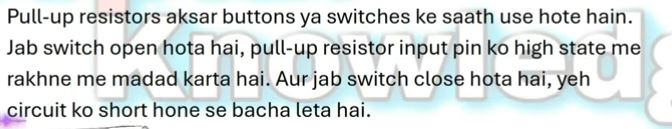 Pull-up resistors aksar buttons ya switches ke saath use hote hain.
Jab switch open hota hai, pull-up resistor input pin ko high state me
rakhne me madad karta hai. Aur jab switch close hota hai, yeh
circuit ko short hone se bacha leta hai.